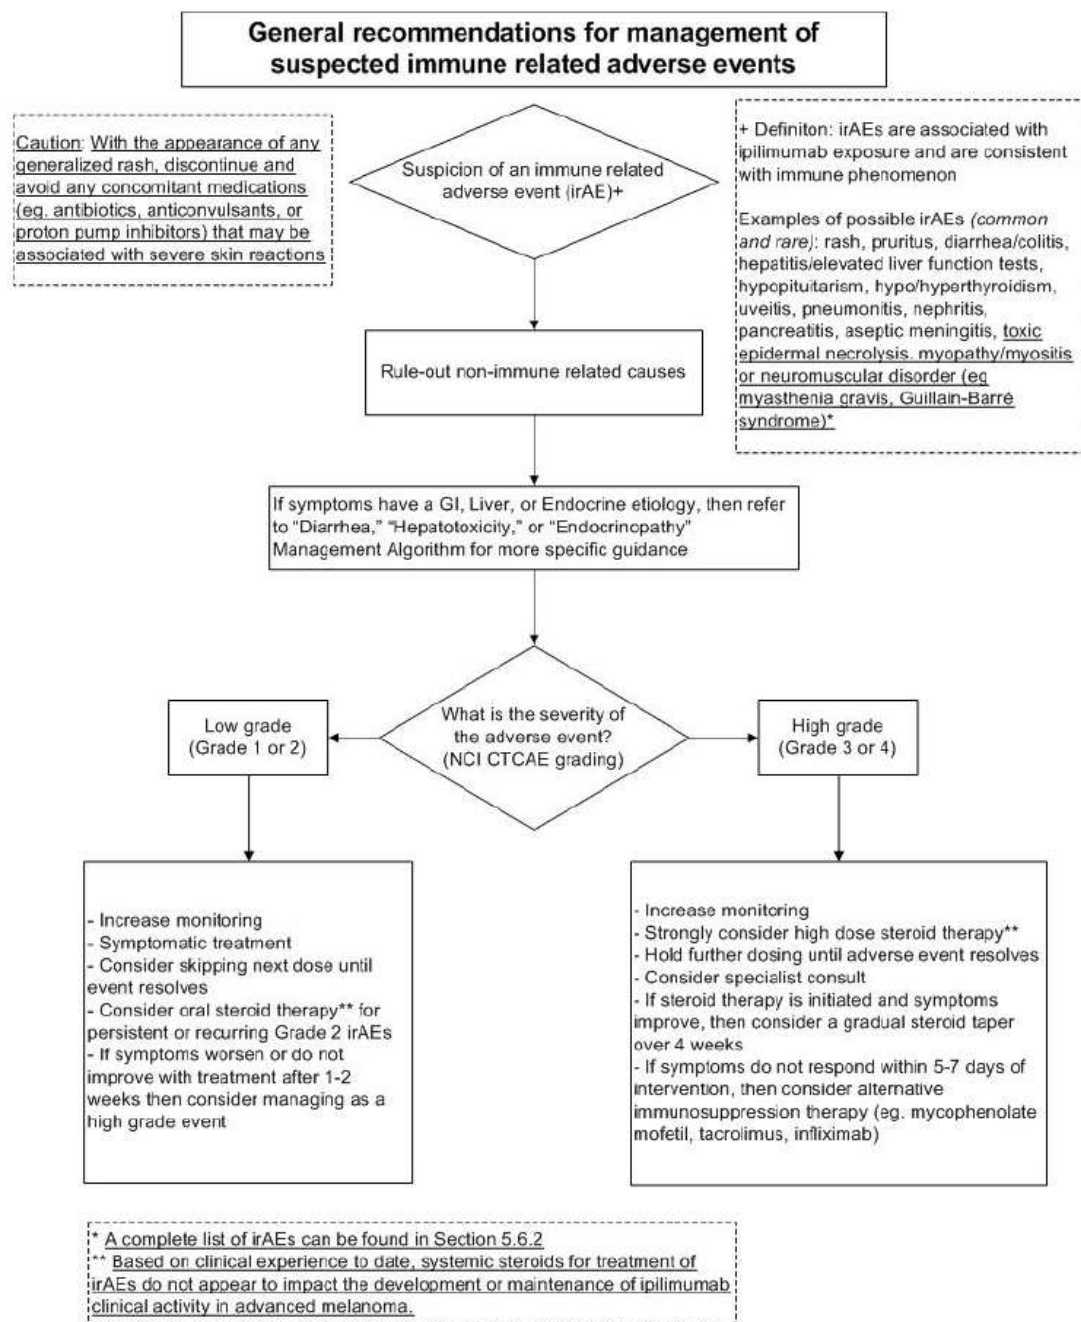 General recommendations for management of
suspected immune related adverse events
Caution: With the appearance of any
generalized rash, discontinue and
avoid any concomitant medications
(eg. antibiotics, anticonvulsants, or
proton pump inhibitors) that may be
associated with severe skin reactions
Suspicion of an immune related
adverse event (irAE)+
+ Definiton: irAEs are associated with
ipilimumab exposure and are consistent
with immune phenomenon
Examples of possible irAEs (common
and rare): rash, pruritus, diarrhea/colitis,
hepatitis/elevated liver function tests,
hypopituitarism, hypo/hyperthyroidism,
uveitis, pneumonitis, nephritis,
pancreatitis, aseptic meningitis, toxic
epidermal necrolysis. myopathy/myositis
or neuromuscular disorder (eg
myasthenia gravis, Guillain-Barré
syndrome)*
Rule-out non-immune related causes
If symptoms have a GI, Liver, or Endocrine etiology, then refer
to “Diarrhea,” “Hepatotoxicity,” or “Endocrinopathy”
Management Algorithm for more specific guidance
What is the severity of
the adverse event?
(NCI CTCAE grading)
Low grade
(Grade 1 or 2)
High grade
(Grade 3 or 4)
- Increase monitoring
- Symptomatic treatment
- Consider skipping next dose until
event resolves
- Consider oral steroid therapy** for
persistent or recurring Grade 2 irAEs
- If symptoms worsen or do not
improve with treatment after 1-2
weeks then consider managing as a
high grade event
- Increase monitoring
- Strongly consider high dose steroid therapy**
- Hold further dosing until adverse event resolves
- Consider specialist consult
- If steroid therapy is initiated and symptoms
improve, then consider a gradual steroid taper
over 4 weeks
- If symptoms do not respond within 5-7 days of
intervention, then consider alternative
immunosuppression therapy (eg. mycophenolate
mofetil, tacrolimus, infliximab)
* A complete list of irAEs can be found in Section 5.6.2
** Based on clinical experience to date, systemic steroids for treatment of
irAEs do not appear to impact the development or maintenance of ipilimumab
clinical activity in advanced melanoma.